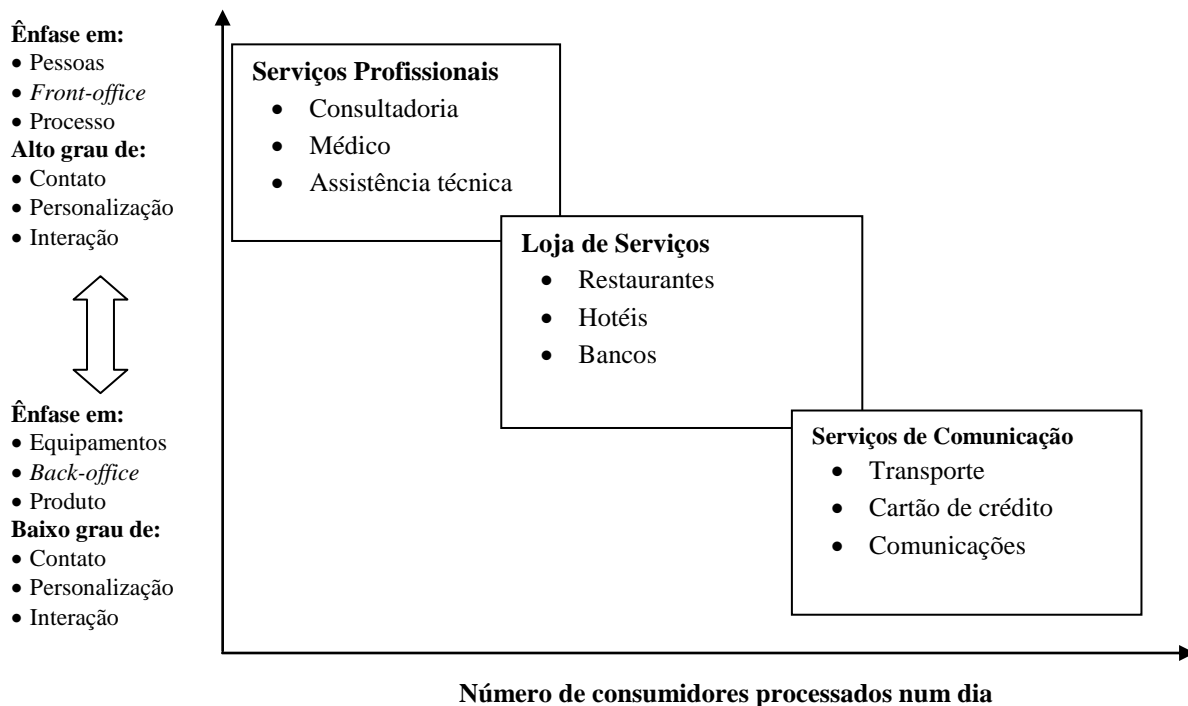 Ênfase em:
• Pessoas
• Front-office
• Processo
Alto grau de:
• Contato
• Personalização
• Interação
Ênfase em:
• Equipamentos
• Back-office
• Produto
Baixo grau de:
• Contato
• Personalização
• Interação
Serviços Profissionais
• Consultadoria
• Médico
• Assistência técnica
Loja de Serviços
• Restaurantes
• Hotéis
• Bancos
Serviços de Comunicação
• Transporte
• Cartão de crédito
• Comunicações
Número de consumidores processados num dia